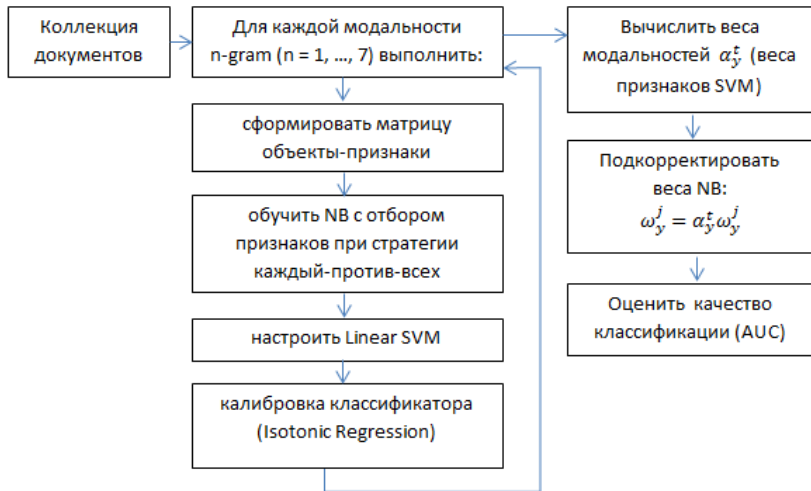 Коллекция
документов
Для каждой модальности
n-gram (n = 1, ..., 7) выполнить:
сформировать матрицу
объекты-признаки
обучить NB с отбором
признаков при стратегии
каждый-против-всех
настроить Linear SVM
калибровка классификатора
(Isotonic Regression)
Вычислить веса
модальностей α_y^t (веса
признаков SVM)
Подкорректировать
веса NB:
ω_y^j = α_y^t ω_y^j
Оценить качество
классификации (AUC)